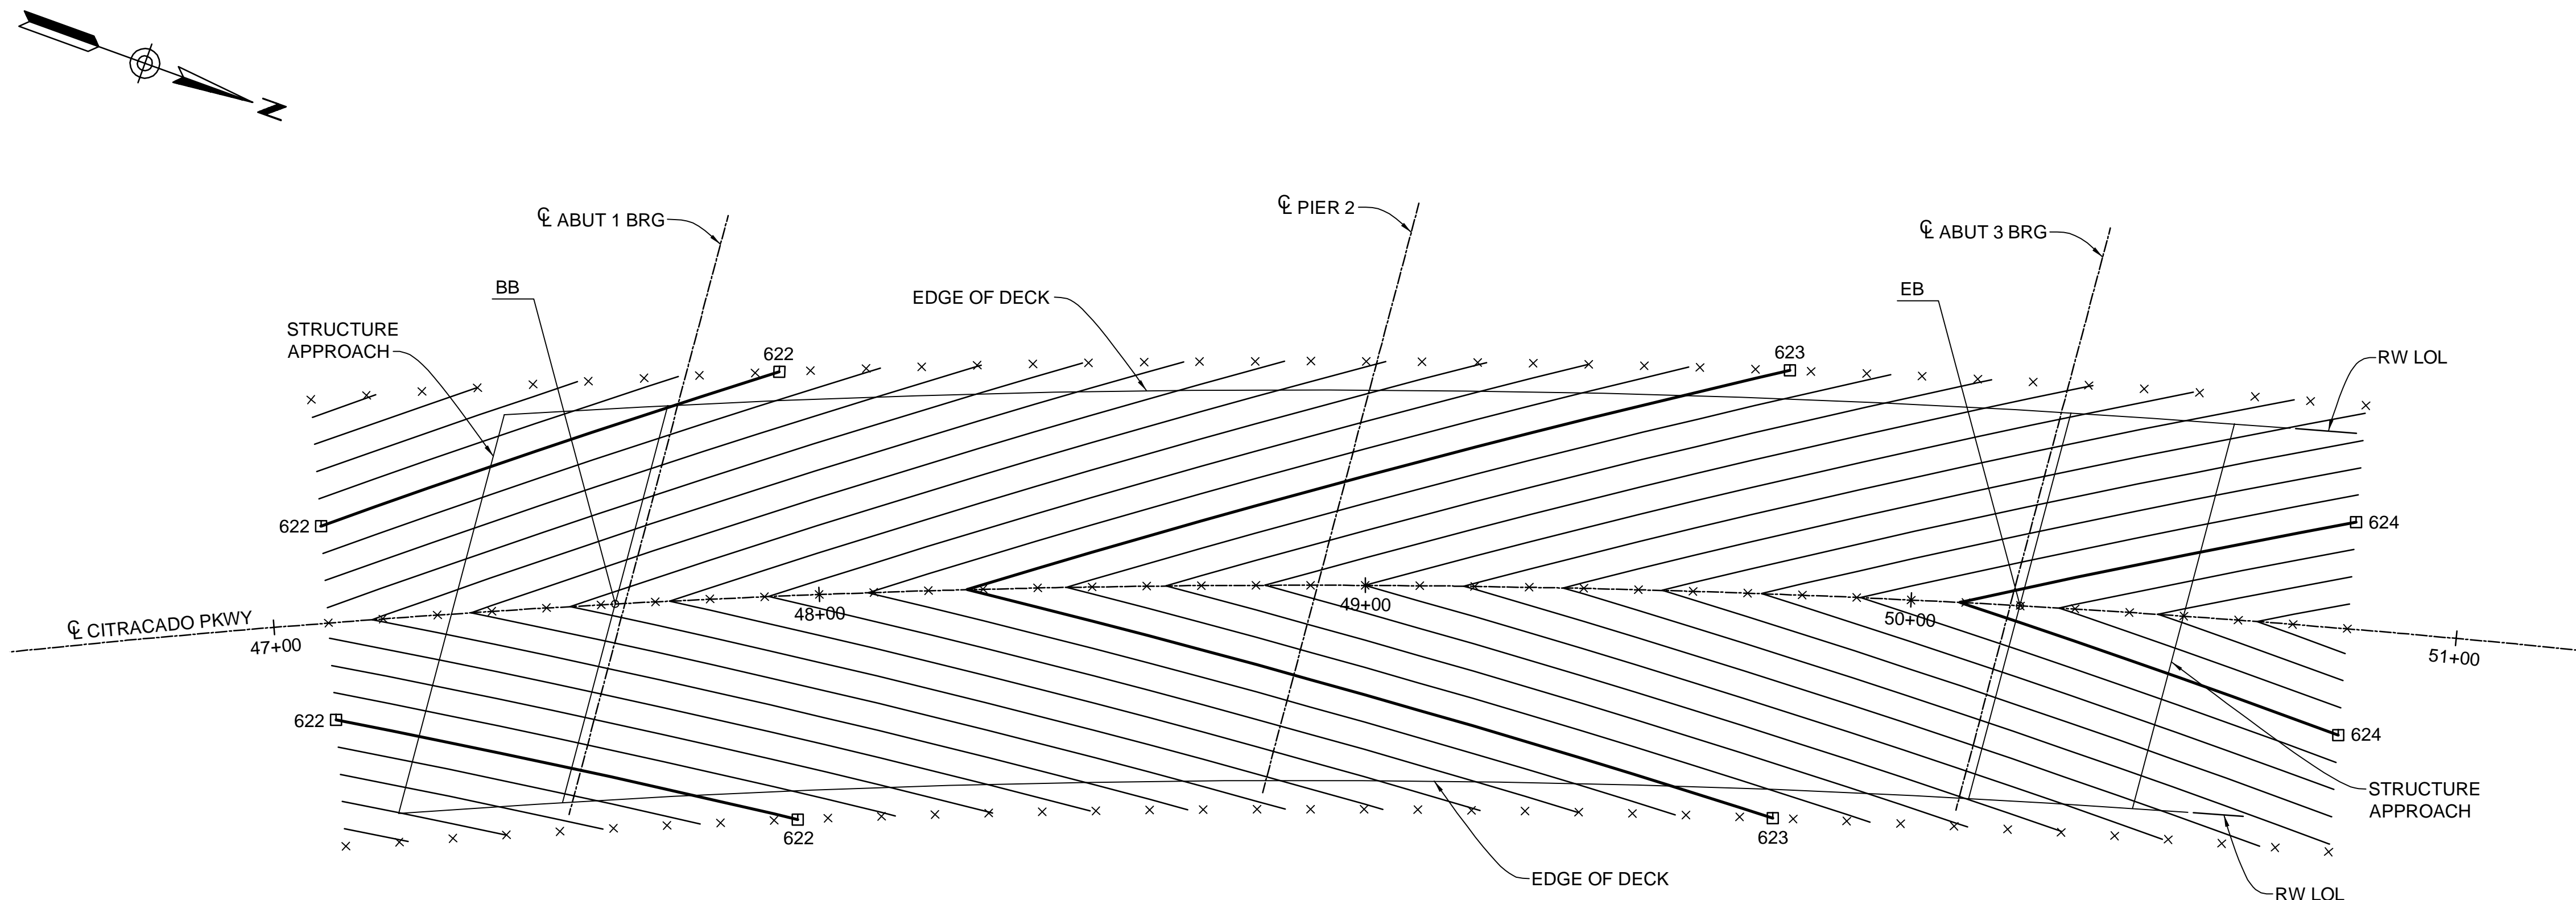 N
℄ ABUT 1 BRG
℄ PIER 2
℄ ABUT 3 BRG
BB
EDGE OF DECK
EB
STRUCTURE
APPROACH
622
623
RW LOL
622
624
℄ CITRACADO PKWY
47+00
48+00
49+00
50+00
51+00
622
624
622
623
STRUCTURE
APPROACH
EDGE OF DECK
RW LOL